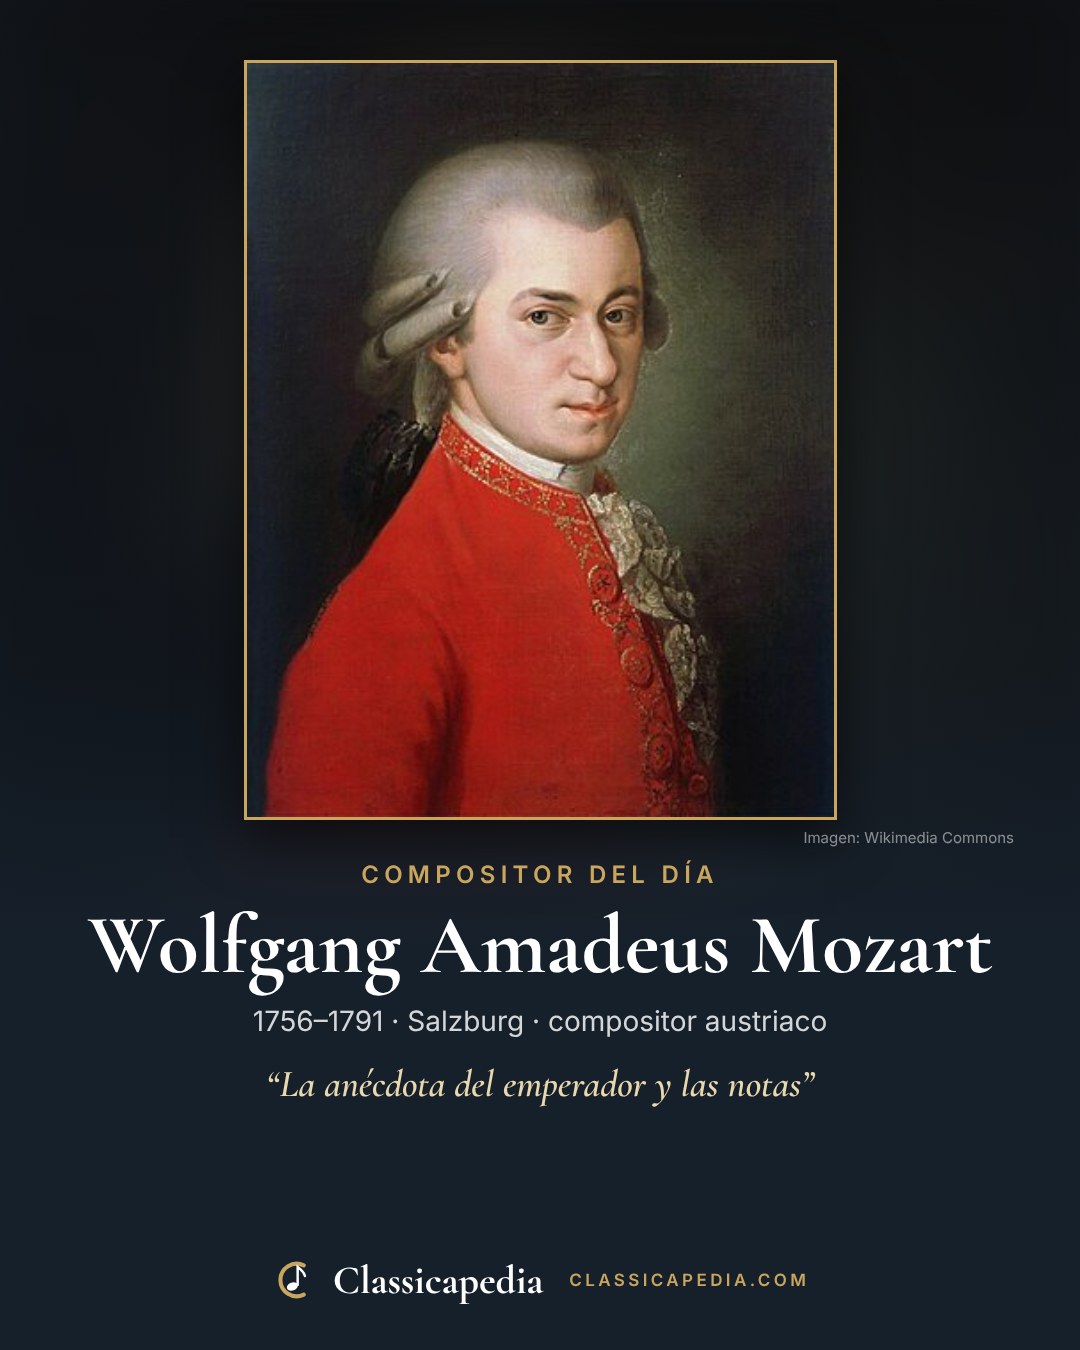 Imagen: Wikimedia Commons
COMPOSITOR DEL DÍA
Wolfgang Amadeus Mozart
1756–1791 · Salzburg · compositor austriaco
“La anécdota del emperador y las notas”
Classicapedia CLASSICAPEDIA.COM